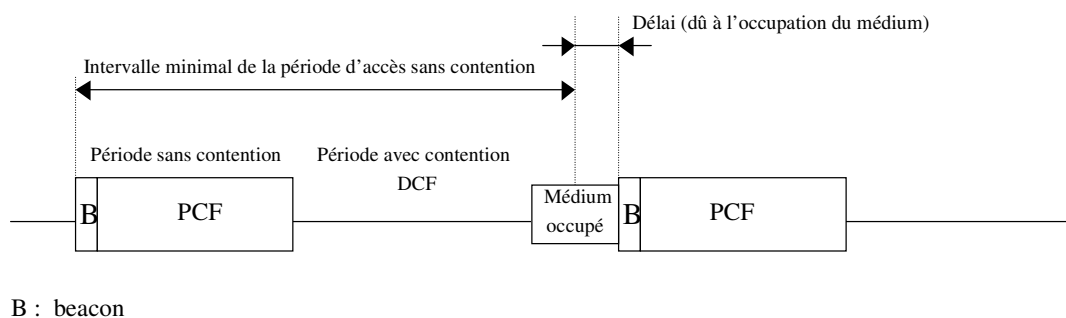 Délai (dû à l'occupation du médium)
Intervalle minimal de la période d'accès sans contention
Période sans contention
Période avec contention
DCF
B
PCF
Médium
occupé
B
PCF
B : beacon